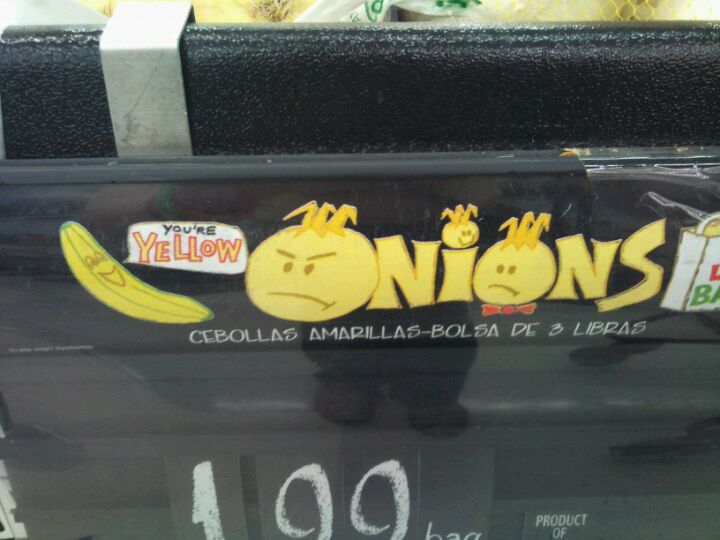 YOU'RE
YELLOW
ONIONS
CEBOLLAS AMARILLAS-BOLSA DE 3 LIBRAS
1.99 bag
PRODUCT
OF